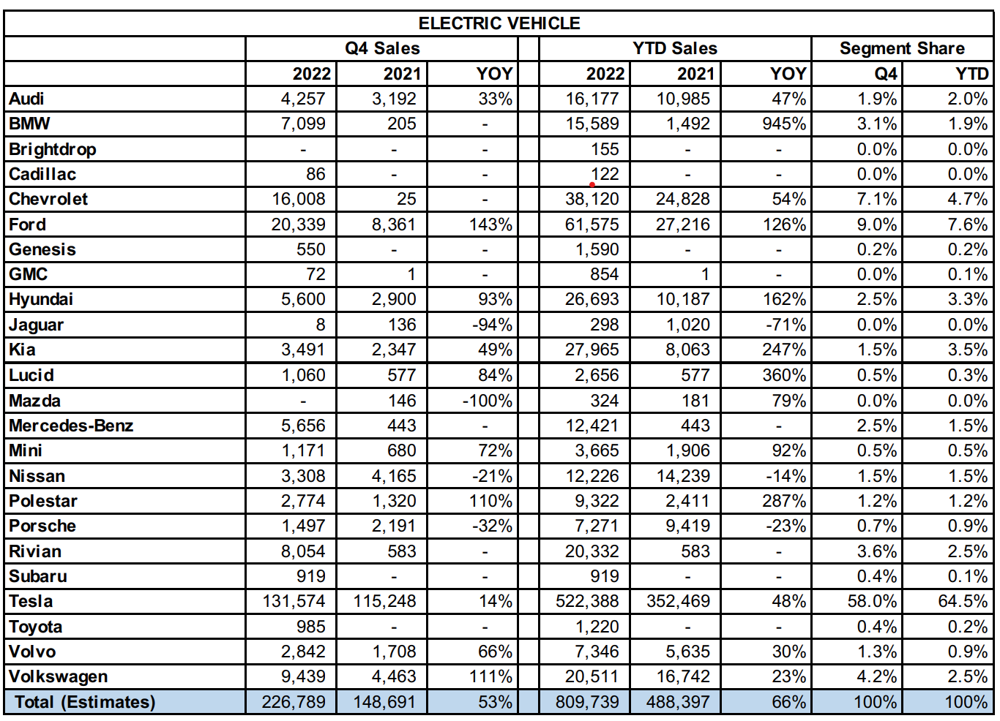 ELECTRIC VEHICLE
Q4 Sales YTD Sales Segment Share
2022 2021 YOY 2022 2021 YOY Q4 YTD
Audi 4,257 3,192 33% 16,177 10,985 47% 1.9% 2.0%
BMW 7,099 205 - 15,589 1,492 945% 3.1% 1.9%
Brightdrop - - - 155 - - 0.0% 0.0%
Cadillac 86 - - 122 - - 0.0% 0.0%
Chevrolet 16,008 25 - 38,120 24,828 54% 7.1% 4.7%
Ford 20,339 8,361 143% 61,575 27,216 126% 9.0% 7.6%
Genesis 550 - - 1,590 - - 0.2% 0.2%
GMC 72 1 - 854 1 - 0.0% 0.1%
Hyundai 5,600 2,900 93% 26,693 10,187 162% 2.5% 3.3%
Jaguar 8 136 -94% 298 1,020 -71% 0.0% 0.0%
Kia 3,491 2,347 49% 27,965 8,063 247% 1.5% 3.5%
Lucid 1,060 577 84% 2,656 577 360% 0.5% 0.3%
Mazda - 146 -100% 324 181 79% 0.0% 0.0%
Mercedes-Benz 5,656 443 - 12,421 443 - 2.5% 1.5%
Mini 1,171 680 72% 3,665 1,906 92% 0.5% 0.5%
Nissan 3,308 4,165 -21% 12,226 14,239 -14% 1.5% 1.5%
Polestar 2,774 1,320 110% 9,322 2,411 287% 1.2% 1.2%
Porsche 1,497 2,191 -32% 7,271 9,419 -23% 0.7% 0.9%
Rivian 8,054 583 - 20,332 583 - 3.6% 2.5%
Subaru 919 - - 919 - - 0.4% 0.1%
Tesla 131,574 115,248 14% 522,388 352,469 48% 58.0% 64.5%
Toyota 985 - - 1,220 - - 0.4% 0.2%
Volvo 2,842 1,708 66% 7,346 5,635 30% 1.3% 0.9%
Volkswagen 9,439 4,463 111% 20,511 16,742 23% 4.2% 2.5%
Total (Estimates) 226,789 148,691 53% 809,739 488,397 66% 100% 100%